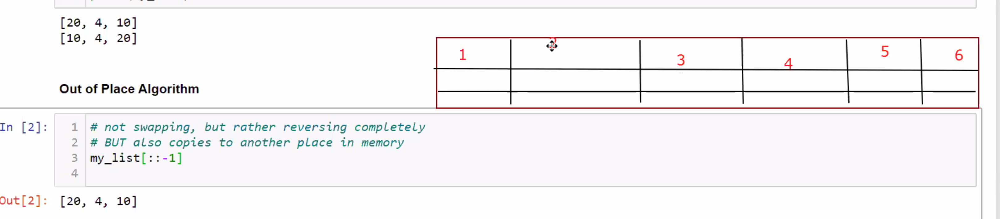 [20, 4, 10]
[10, 4, 20]
1 3 4 5 6
Out of Place Algorithm
In [2]:
1 # not swapping, but rather reversing completely
2 # BUT also copies to another place in memory
3 my_list[::-1]
4
Out[2]: [20, 4, 10]